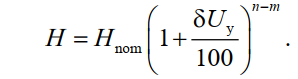 H = H_nom (1 + δU_y / 100)^{n−m} .